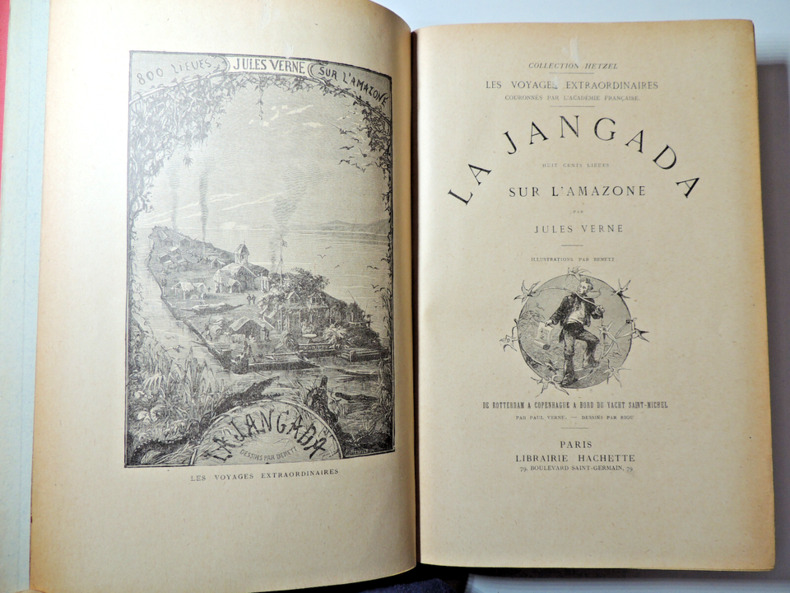 800 LIEUES JULES VERNE SUR L'AMAZONE
LA JANGADA
DESSINS PAR BENETT
LES VOYAGES EXTRAORDINAIRES
COLLECTION HETZEL
LES VOYAGES EXTRAORDINAIRES
COURONNÉS PAR L'ACADÉMIE FRANÇAISE.
LA JANGADA
HUIT CENTS LIEUES
SUR L'AMAZONE
PAR
JULES VERNE
ILLUSTRATIONS PAR BENETT
DE ROTTERDAM A COPENHAGUE A BORD DU YACHT SAINT-MICHEL
PAR PAUL VERNE. — DESSINS PAR RIOU
PARIS
LIBRAIRIE HACHETTE
79, BOULEVARD SAINT-GERMAIN, 79